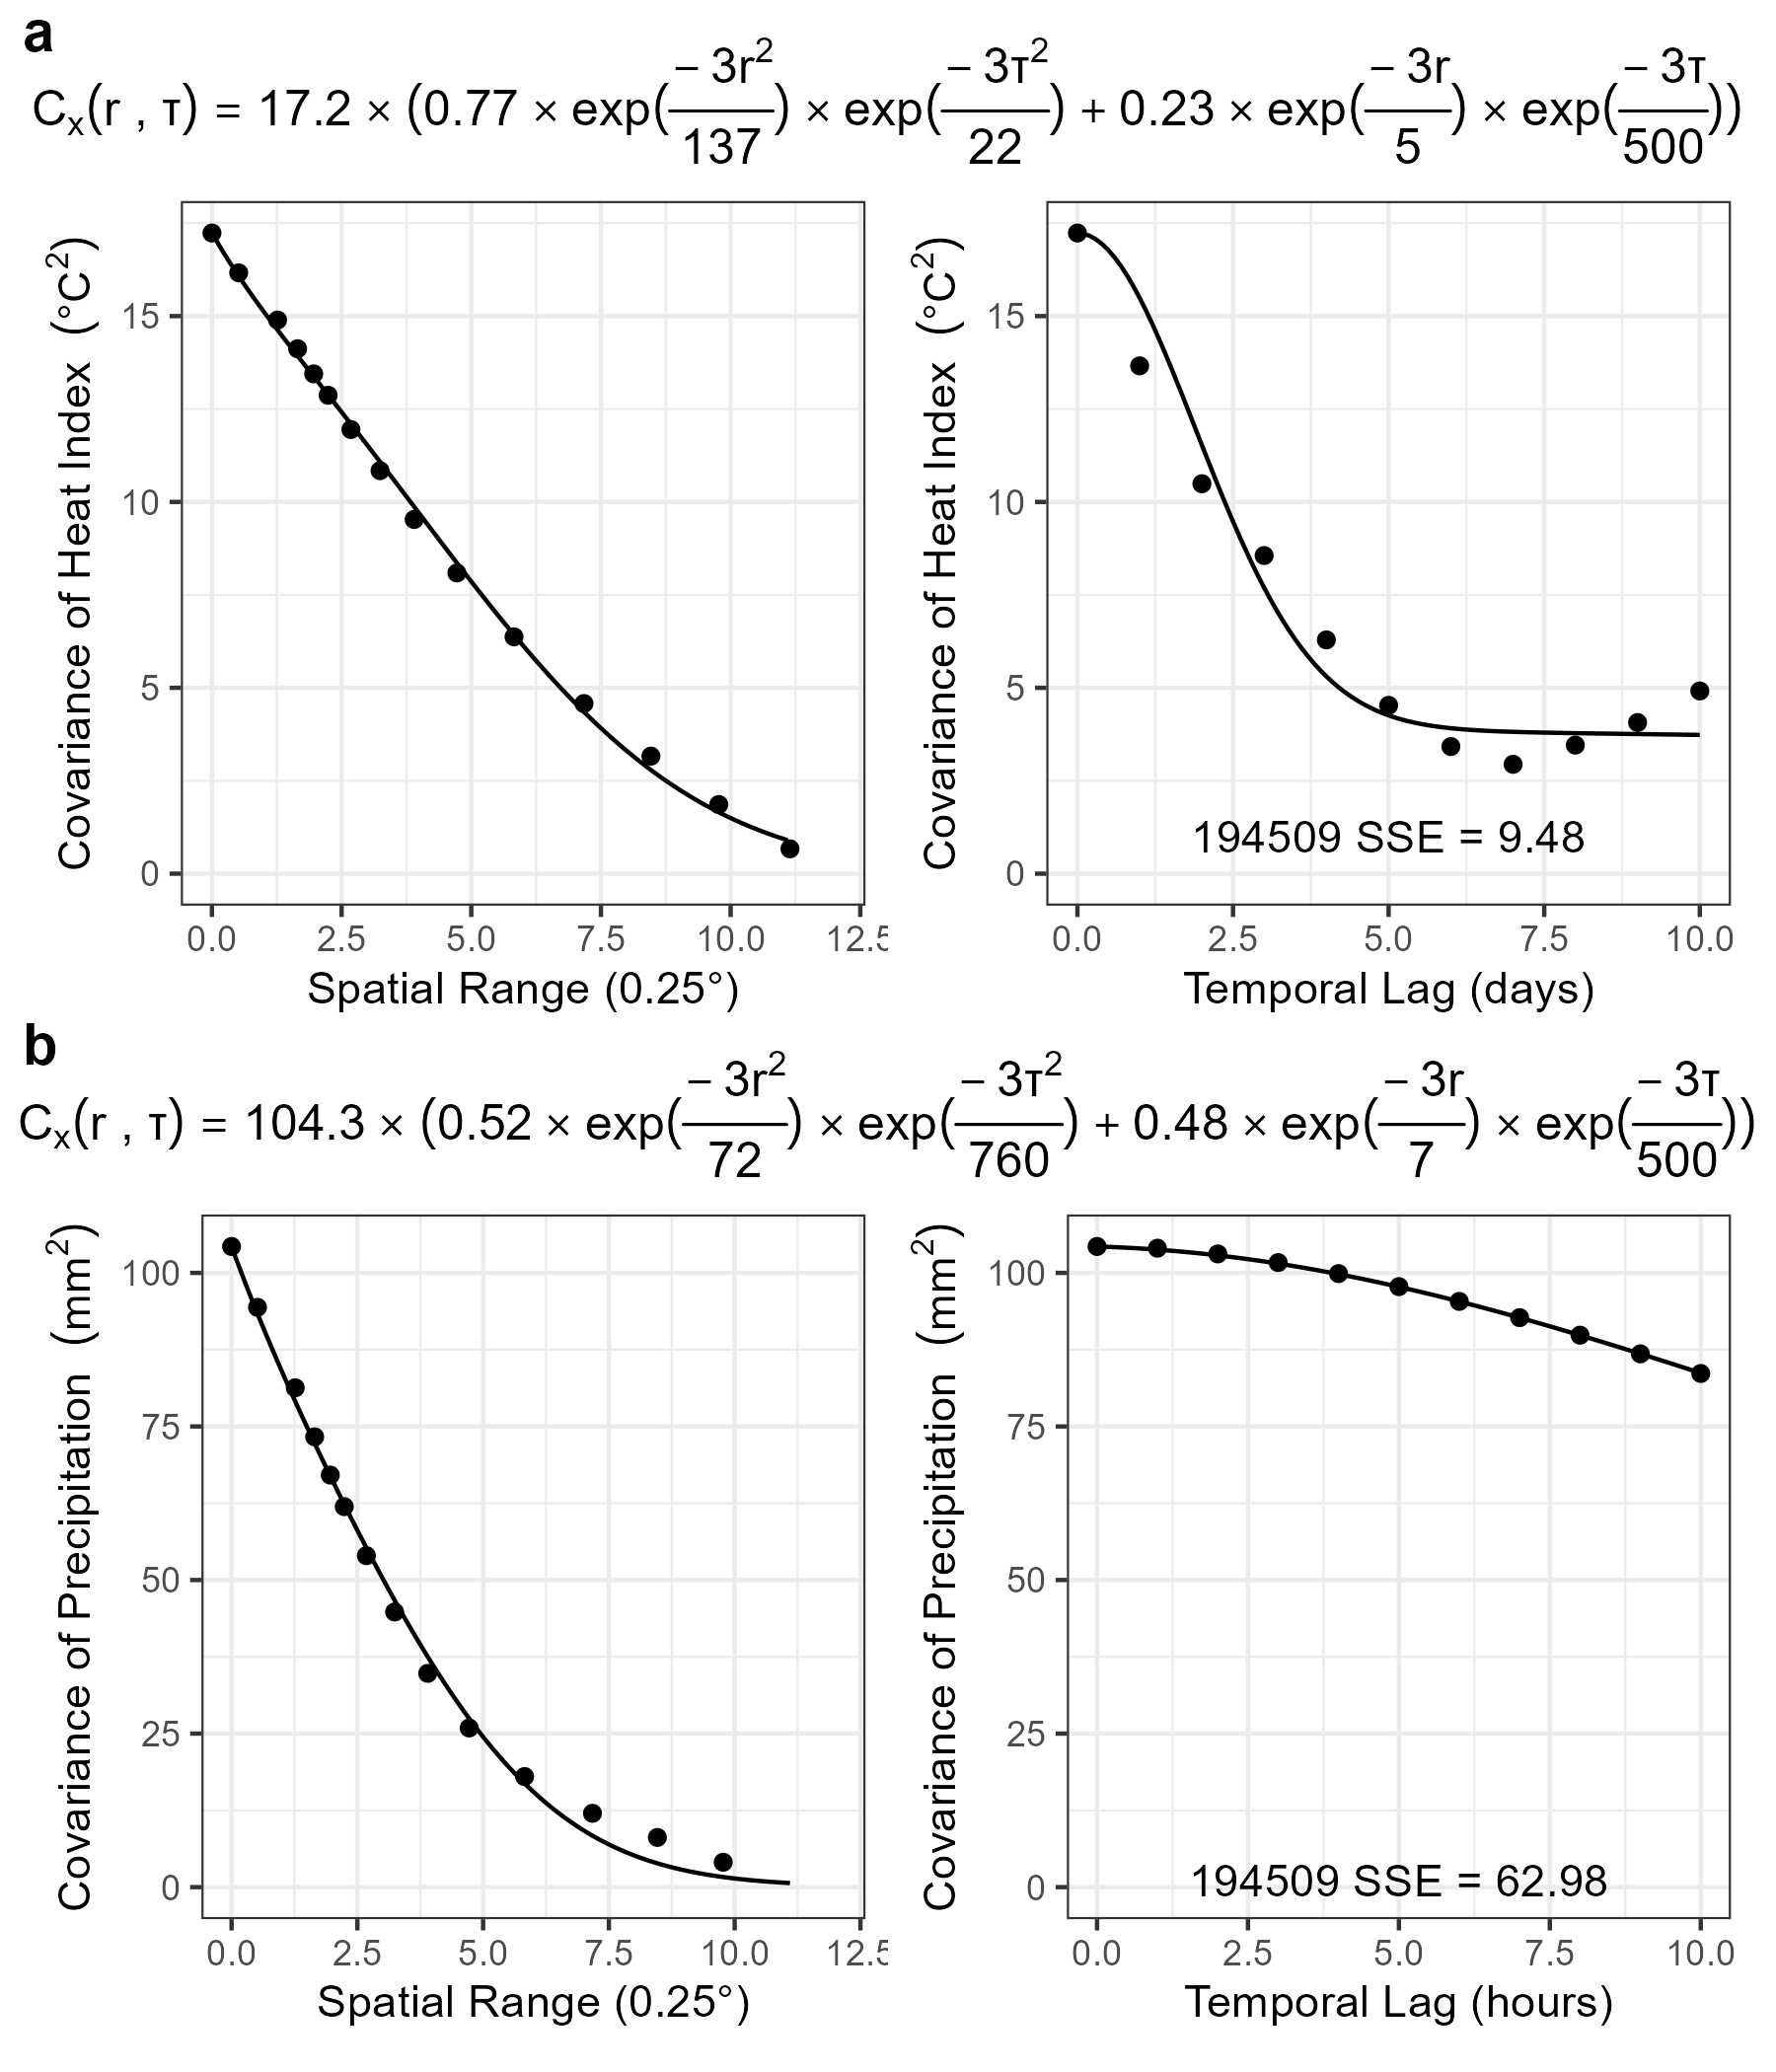 a
Cₓ(r , τ) = 17.2 × (0.77 × exp(− 3r²/137) × exp(− 3τ²/22) + 0.23 × exp(− 3r/5) × exp(− 3τ/500))
Covariance of Heat Index (°C²)
15
10
5
0
0.0 2.5 5.0 7.5 10.0 12.5
Spatial Range (0.25°)
Covariance of Heat Index (°C²)
15
10
5
0
194509 SSE = 9.48
0.0 2.5 5.0 7.5 10.0
Temporal Lag (days)
b
Cₓ(r , τ) = 104.3 × (0.52 × exp(− 3r²/72) × exp(− 3τ²/760) + 0.48 × exp(− 3r/7) × exp(− 3τ/500))
Covariance of Precipitation (mm²)
100
75
50
25
0
0.0 2.5 5.0 7.5 10.0 12.5
Spatial Range (0.25°)
Covariance of Precipitation (mm²)
100
75
50
25
0
194509 SSE = 62.98
0.0 2.5 5.0 7.5 10.0
Temporal Lag (hours)